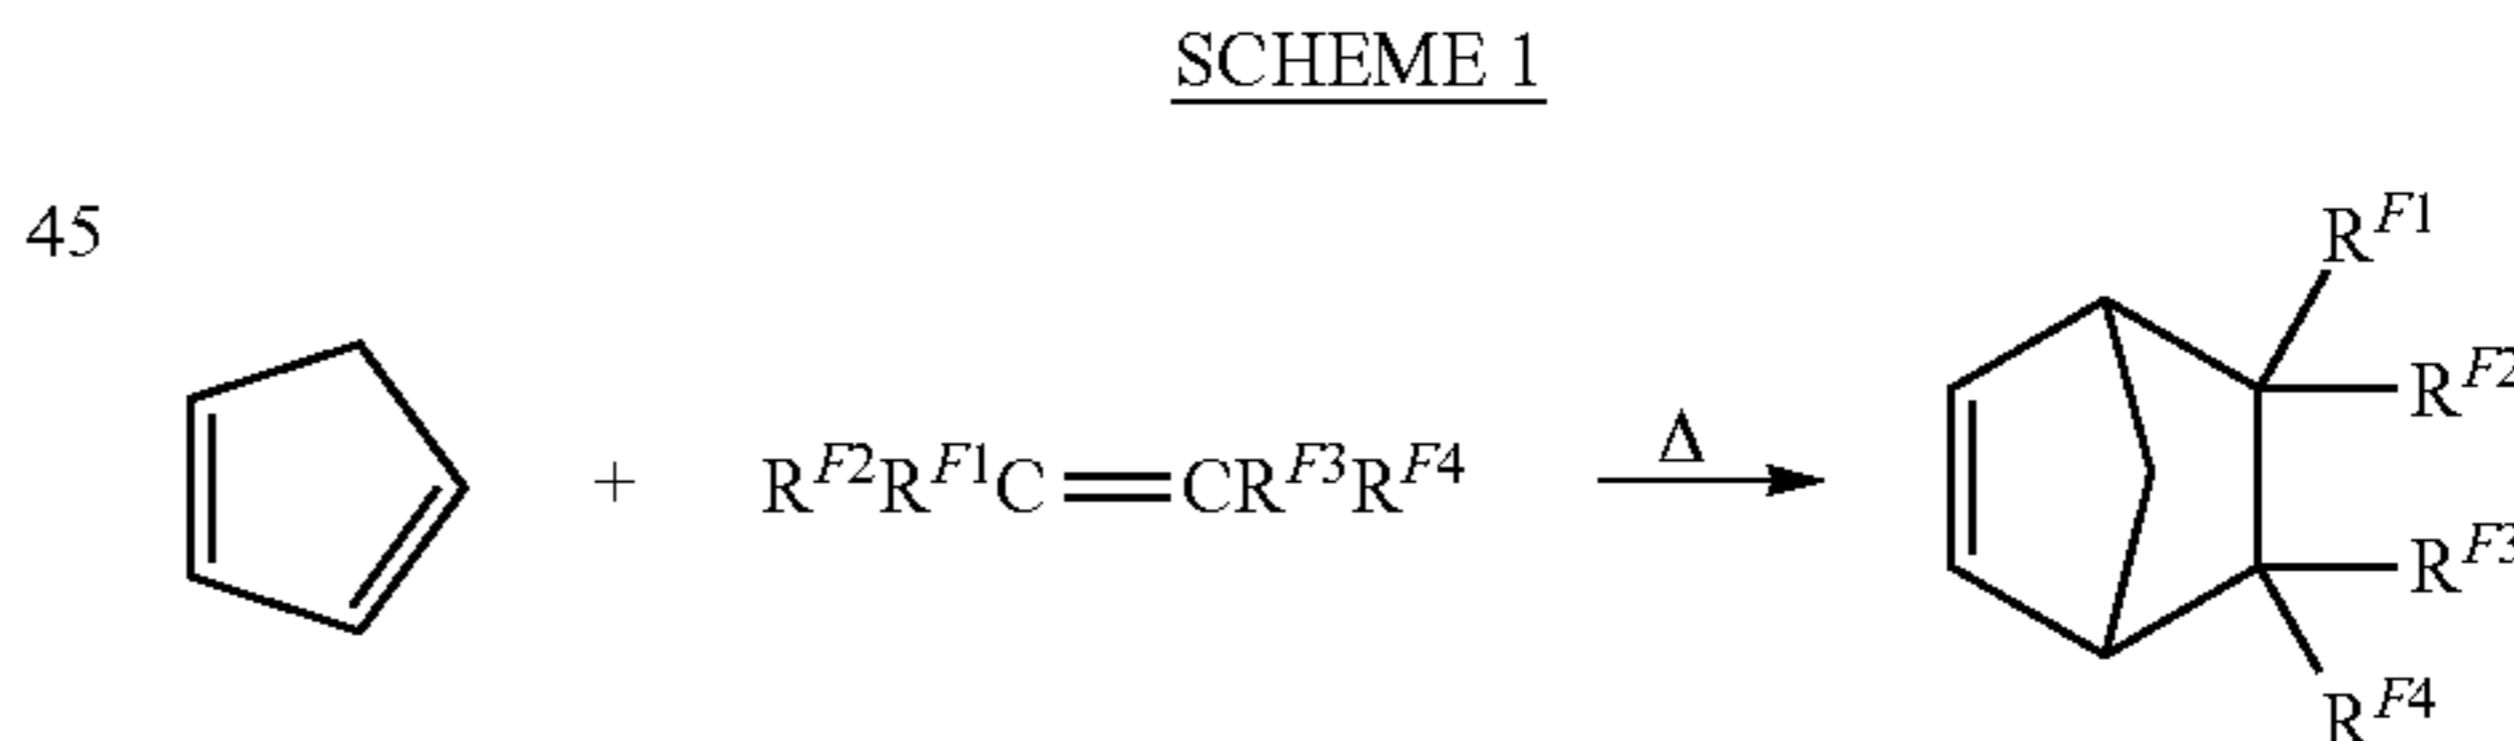 SCHEME 1
45
R^F1
R^F2
+ R^F2R^F1C=CR^F3R^F4 Δ
R^F3
R^F4